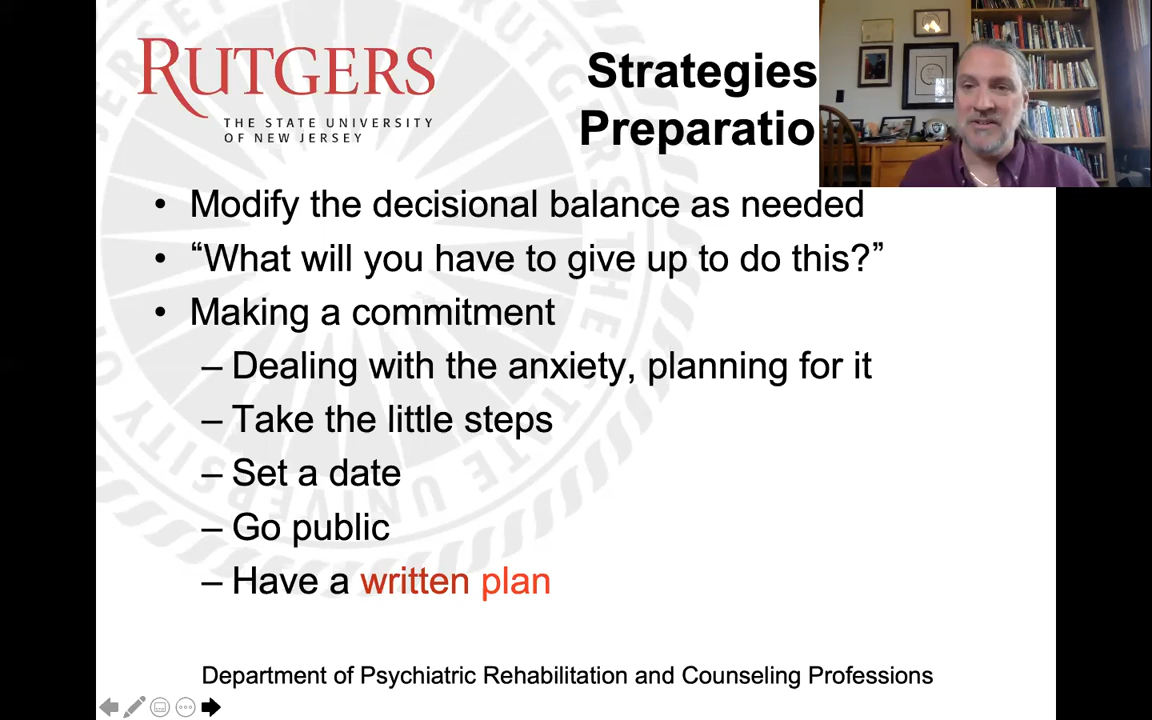 RUTGERS
THE STATE UNIVERSITY
OF NEW JERSEY
Strategies
Preparatio
• Modify the decisional balance as needed
• “What will you have to give up to do this?”
• Making a commitment
– Dealing with the anxiety, planning for it
– Take the little steps
– Set a date
– Go public
– Have a written plan
Department of Psychiatric Rehabilitation and Counseling Professions